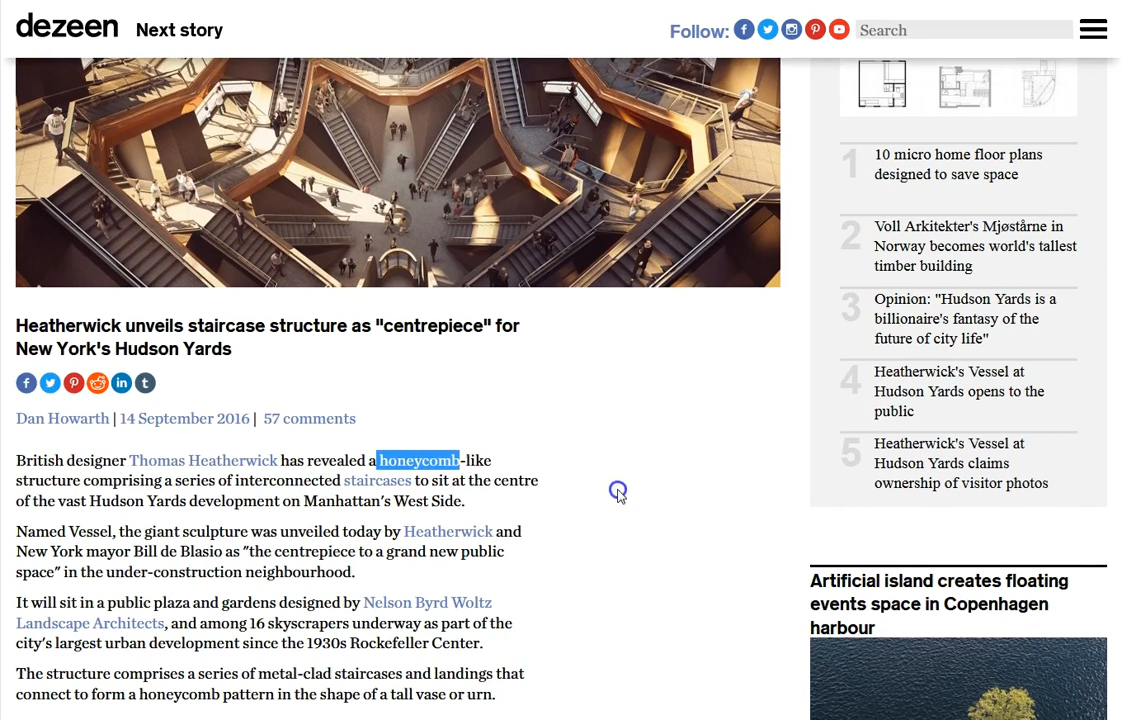 dezeen Next story Follow: Search
Heatherwick unveils staircase structure as "centrepiece" for
New York's Hudson Yards
Dan Howarth | 14 September 2016 | 57 comments
British designer Thomas Heatherwick has revealed a honeycomb-like
structure comprising a series of interconnected staircases to sit at the centre
of the vast Hudson Yards development on Manhattan's West Side.
Named Vessel, the giant sculpture was unveiled today by Heatherwick and
New York mayor Bill de Blasio as "the centrepiece to a grand new public
space" in the under-construction neighbourhood.
It will sit in a public plaza and gardens designed by Nelson Byrd Woltz
Landscape Architects, and among 16 skyscrapers underway as part of the
city's largest urban development since the 1930s Rockefeller Center.
The structure comprises a series of metal-clad staircases and landings that
connect to form a honeycomb pattern in the shape of a tall vase or urn.
1 10 micro home floor plans
designed to save space
2 Voll Arkitekter's Mjøstårne in
Norway becomes world's tallest
timber building
3 Opinion: "Hudson Yards is a
billionaire's fantasy of the
future of city life"
4 Heatherwick's Vessel at
Hudson Yards opens to the
public
5 Heatherwick's Vessel at
Hudson Yards claims
ownership of visitor photos
Artificial island creates floating
events space in Copenhagen
harbour